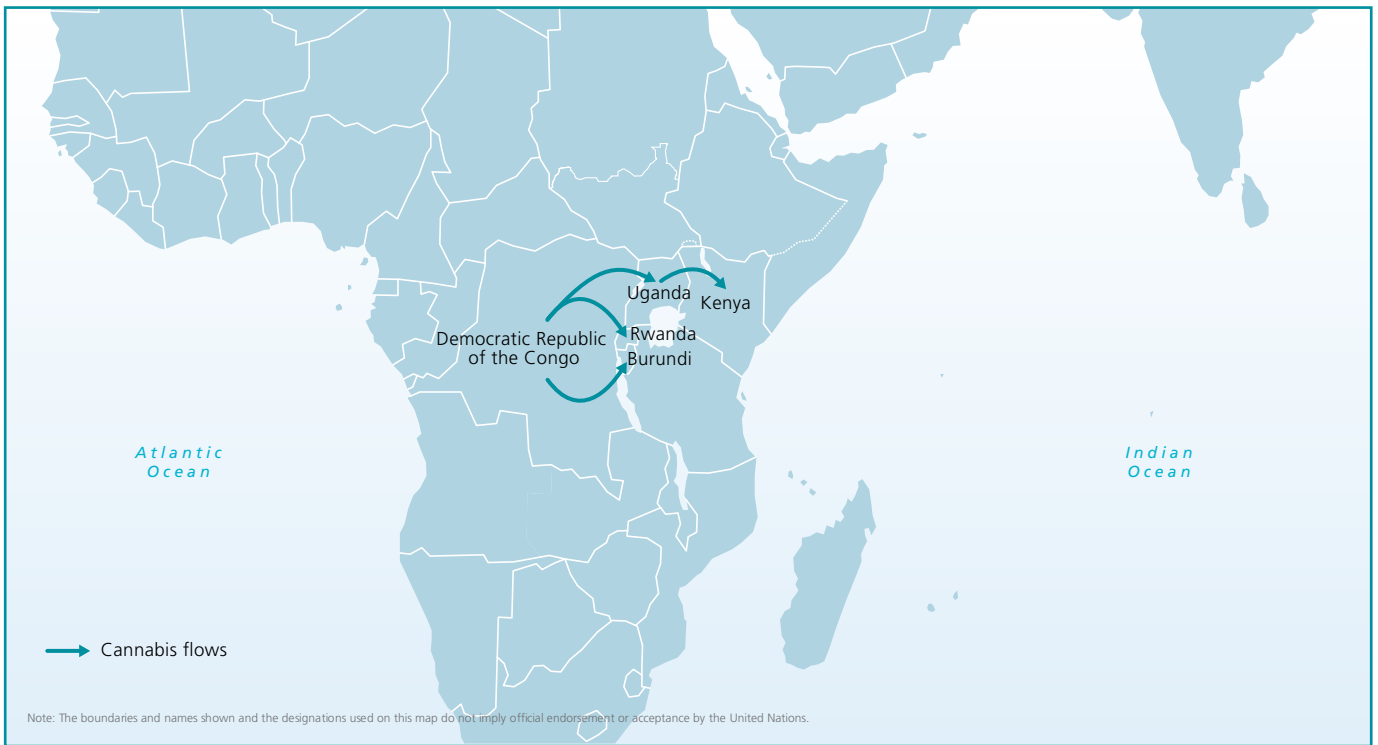 Uganda
Kenya
Democratic Republic
of the Congo
Rwanda
Burundi
Atlantic
Ocean
Indian
Ocean
Cannabis flows
Note: The boundaries and names shown and the designations used on this map do not imply official endorsement or acceptance by the United Nations.